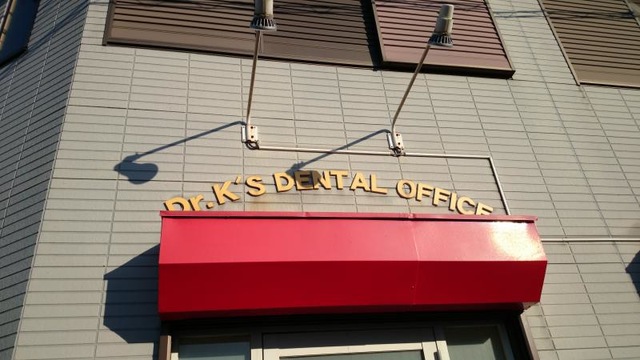 Dr. K's DENTAL OFFICE